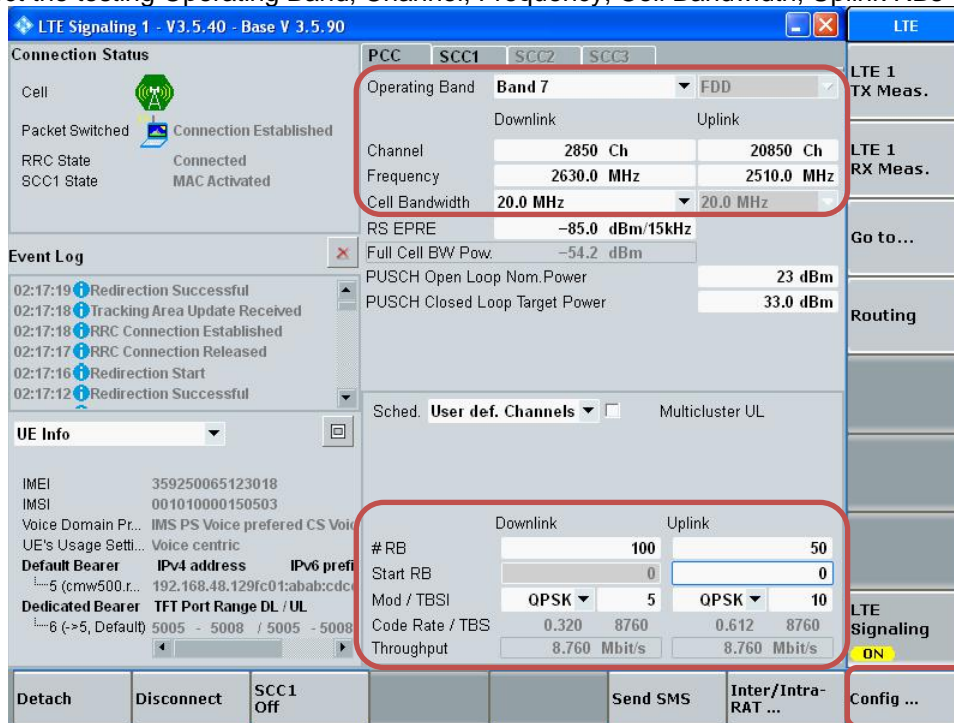 LTE Signaling 1 - V3.5.40 - Base V 3.5.90
LTE
Connection Status
PCC SCC1 SCC2 SCC3
Cell
Operating Band Band 7 FDD
LTE 1
TX Meas.
Downlink Uplink
Packet Switched Connection Established
RRC State Connected
SCC1 State MAC Activated
Channel 2850 Ch 20850 Ch
Frequency 2630.0 MHz 2510.0 MHz
Cell Bandwidth 20.0 MHz 20.0 MHz
LTE 1
RX Meas.
RS EPRE -85.0 dBm/15kHz
Full Cell BW Pow. -54.2 dBm
PUSCH Open Loop Nom.Power 23 dBm
PUSCH Closed Loop Target Power 33.0 dBm
Go to...
Routing
Event Log
02:17:19 Redirection Successful
02:17:18 Tracking Area Update Received
02:17:18 RRC Connection Established
02:17:17 RRC Connection Released
02:17:16 Redirection Start
02:17:12 Redirection Successful
Sched. User def. Channels Multicluster UL
UE Info
IMEI 359250065123018
IMSI 001010000150503
Voice Domain Pr... IMS PS Voice prefered CS Voic
UE's Usage Setti... Voice centric
Default Bearer IPv4 address IPv6 prefi
5 (cmw500.r... 192.168.48.129 fc01:abab:cdc
Dedicated Bearer TFT Port Range DL / UL
6 (->5, Default) 5005 - 5008 / 5005 - 5008
Downlink Uplink
# RB 100 50
Start RB 0 0
Mod / TBSI QPSK 5 QPSK 10
Code Rate / TBS 0.320 8760 0.612 8760
Throughput 8.760 Mbit/s 8.760 Mbit/s
LTE
Signaling
ON
Detach
Disconnect
SCC1
Off
Send SMS
Inter/Intra-
RAT ...
Config ...